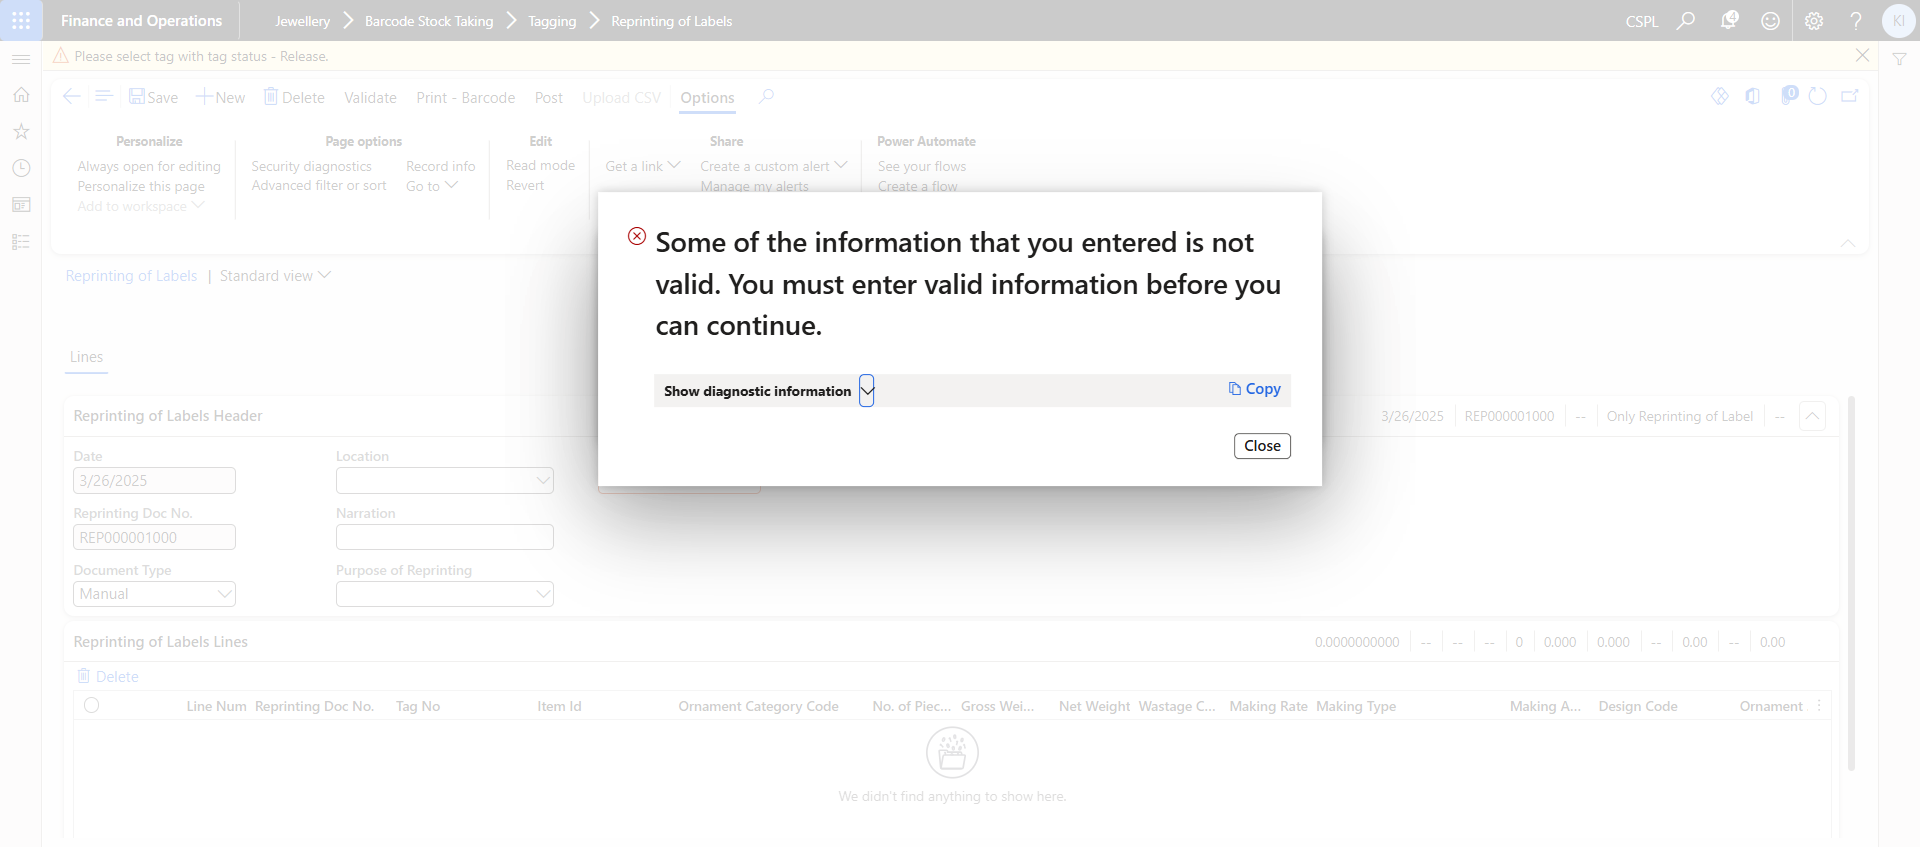 Finance and Operations
Jewellery
Barcode Stock Taking
Tagging
Reprinting of Labels
CSPL
4
KI
Please select tag with tag status - Release.
Save
New
Delete
Validate
Print - Barcode
Post
Upload CSV
Options
0
Personalize
Always open for editing
Personalize this page
Add to workspace
Page options
Security diagnostics
Advanced filter or sort
Record info
Go to
Edit
Read mode
Revert
Share
Get a link
Create a custom alert
Manage my alerts
Power Automate
See your flows
Create a flow
Some of the information that you entered is not
valid. You must enter valid information before you
can continue.
Show diagnostic information
Copy
Close
Reprinting of Labels | Standard view
Lines
Reprinting of Labels Header
3/26/2025
REP000001000
--
Only Reprinting of Label
--
Date
3/26/2025
Location
Reprinting Doc No.
REP000001000
Narration
Document Type
Manual
Purpose of Reprinting
Reprinting of Labels Lines
0.0000000000 -- -- -- 0 0.000 0.000 -- 0.00 -- 0.00
Delete
Line Num Reprinting Doc No. Tag No Item Id Ornament Category Code No. of Piec... Gross Wei... Net Weight Wastage C... Making Rate Making Type Making A... Design Code Ornament
We didn't find anything to show here.